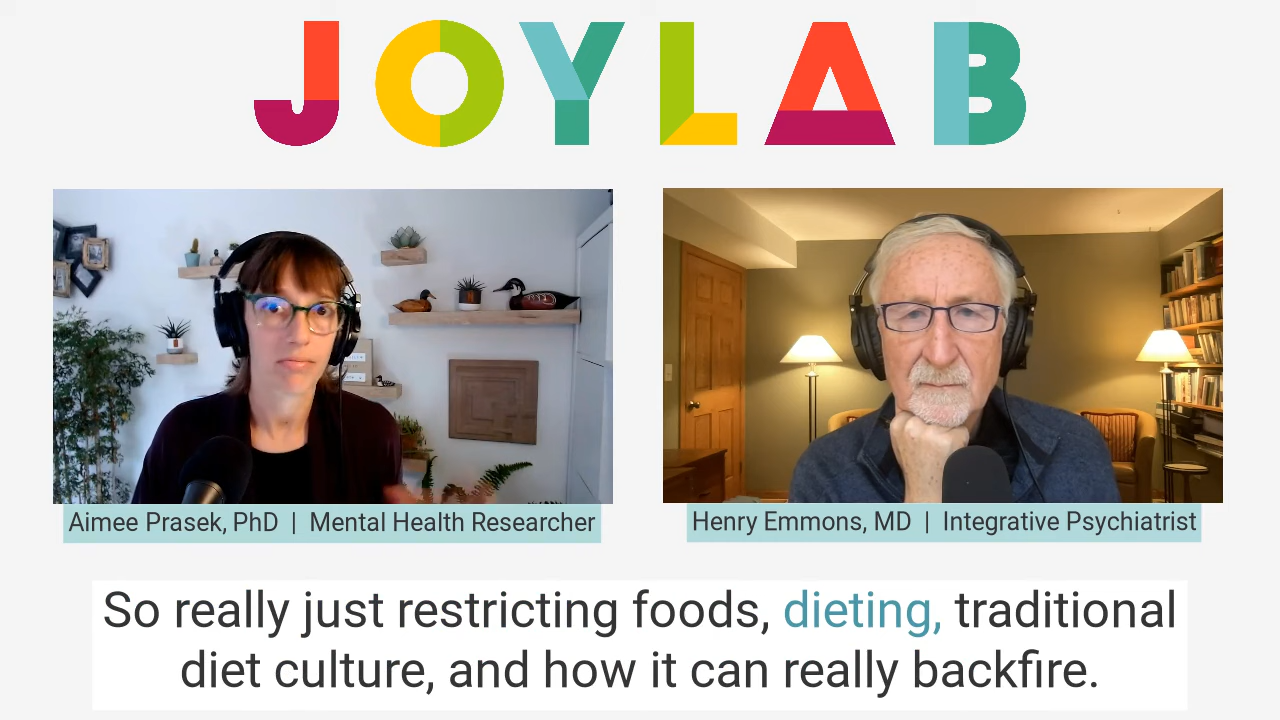 JOYLAB
Aimee Prasek, PhD | Mental Health Researcher
Henry Emmons, MD | Integrative Psychiatrist
So really just restricting foods, dieting, traditional
diet culture, and how it can really backfire.